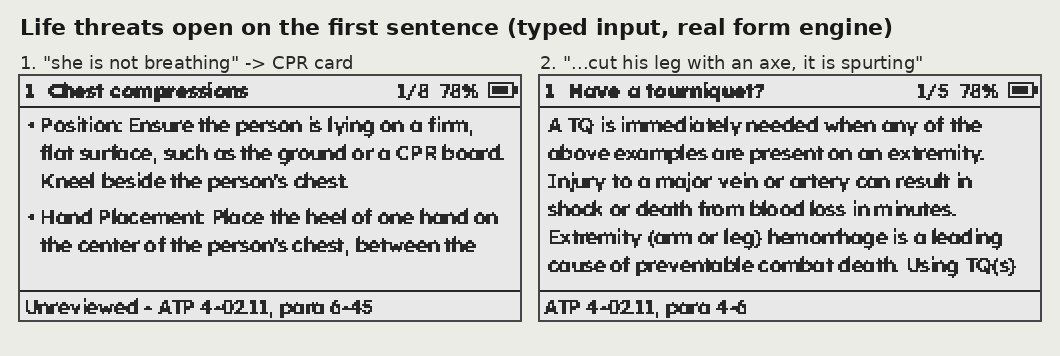 Life threats open on the first sentence (typed input, real form engine)
1. "she is not breathing" -> CPR card
1 Chest compressions 1/8 78%
• Position: Ensure the person is lying on a firm,
flat surface, such as the ground or a CPR board.
Kneel beside the person's chest.
• Hand Placement: Place the heel of one hand on
the center of the person's chest, between the
Unreviewed - ATP 4-02.11, para 6-45
2. "...cut his leg with an axe, it is spurting"
1 Have a tourniquet? 1/5 78%
A TQ is immediately needed when any of the
above examples are present on an extremity.
Injury to a major vein or artery can result in
shock or death from blood loss in minutes.
Extremity (arm or leg) hemorrhage is a leading
cause of preventable combat death. Using TQ(s)
ATP 4-02.11, para 4-6